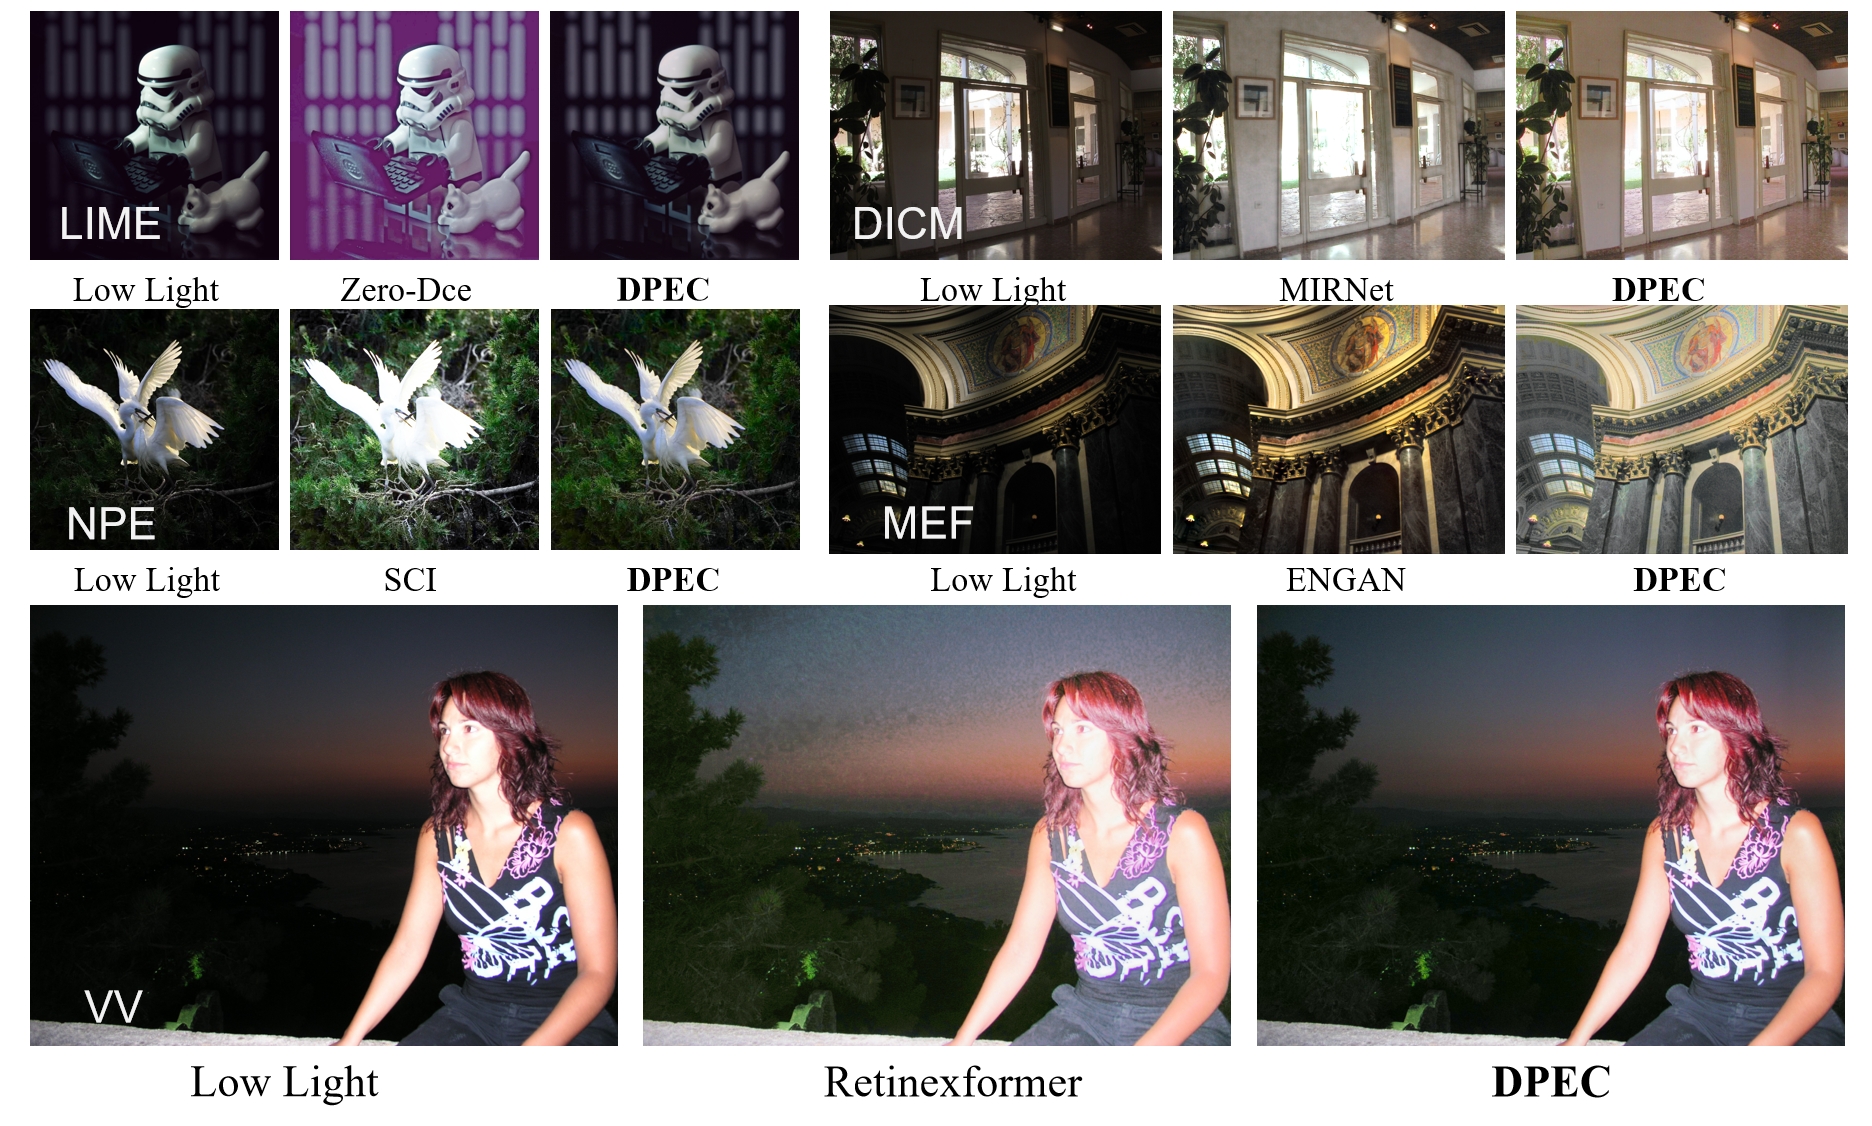 LIME
DICM
Low Light
Zero-Dce
DPEC
Low Light
MIRNet
DPEC
NPE
MEF
Low Light
SCI
DPEC
Low Light
ENGAN
DPEC
VV
Low Light
Retinexformer
DPEC